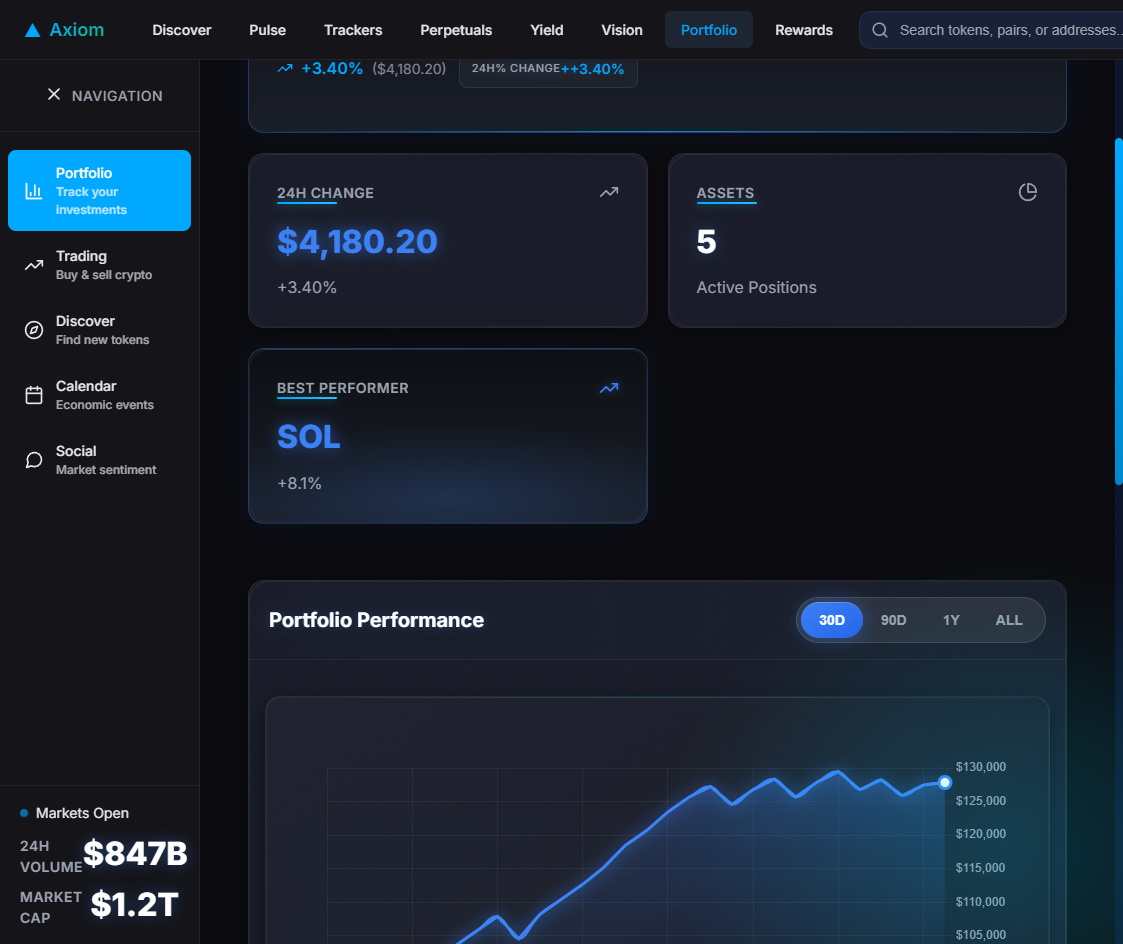 Axiom
Discover
Pulse
Trackers
Perpetuals
Yield
Vision
Portfolio
Rewards
Search tokens, pairs, or addresses..
NAVIGATION
Portfolio
Track your
investments
Trading
Buy & sell crypto
Discover
Find new tokens
Calendar
Economic events
Social
Market sentiment
Markets Open
24H
VOLUME
$847B
MARKET
CAP
$1.2T
+3.40% ($4,180.20)
24H% CHANGE++3.40%
24H CHANGE
$4,180.20
+3.40%
ASSETS
5
Active Positions
BEST PERFORMER
SOL
+8.1%
Portfolio Performance
30D
90D
1Y
ALL
$130,000
$125,000
$120,000
$115,000
$110,000
$105,000